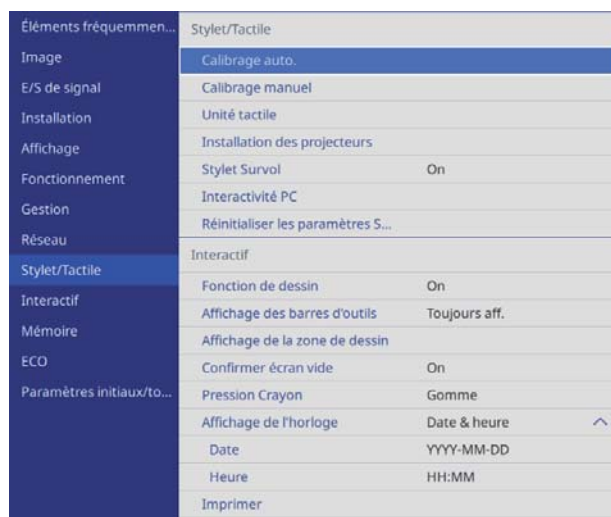 Éléments fréquemmen...
Image
E/S de signal
Installation
Affichage
Fonctionnement
Gestion
Réseau
Stylet/Tactile
Interactif
Mémoire
ECO
Paramètres initiaux/to...
Stylet/Tactile
Calibrage auto.
Calibrage manuel
Unité tactile
Installation des projecteurs
Stylet Survol On
Interactivité PC
Réinitialiser les paramètres S...
Interactif
Fonction de dessin On
Affichage des barres d'outils Toujours aff.
Affichage de la zone de dessin
Confirmer écran vide On
Pression Crayon Gomme
Affichage de l'horloge Date & heure
Date YYYY-MM-DD
Heure HH:MM
Imprimer